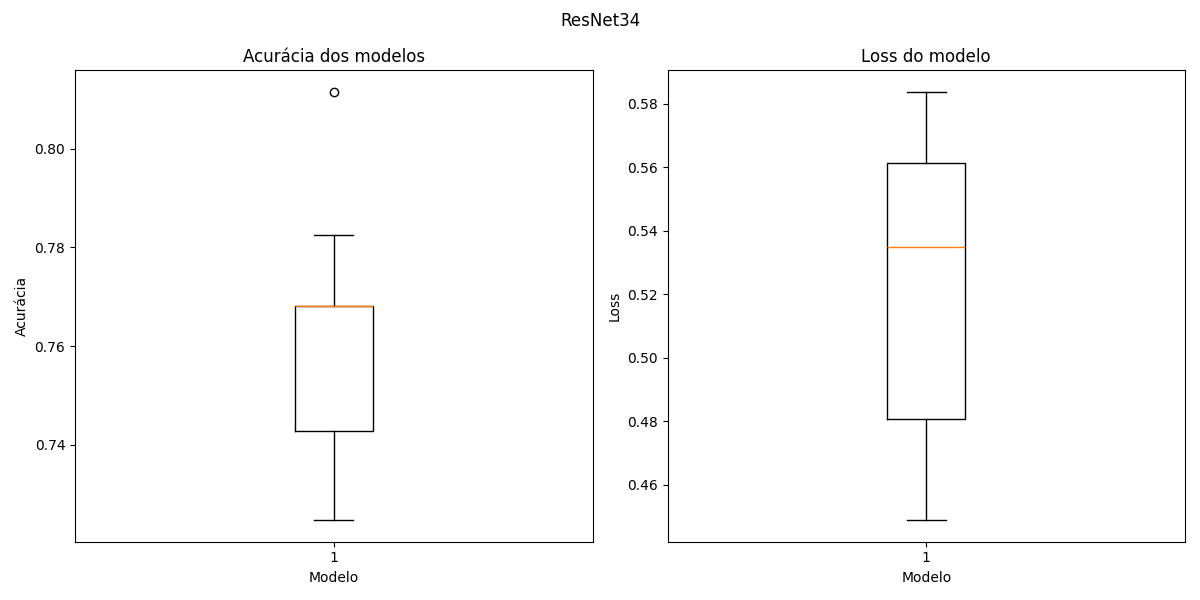 ResNet34
Acurácia dos modelos
Acurácia
0.80
0.78
0.76
0.74
1
Modelo
Loss do modelo
Loss
0.58
0.56
0.54
0.52
0.50
0.48
0.46
1
Modelo